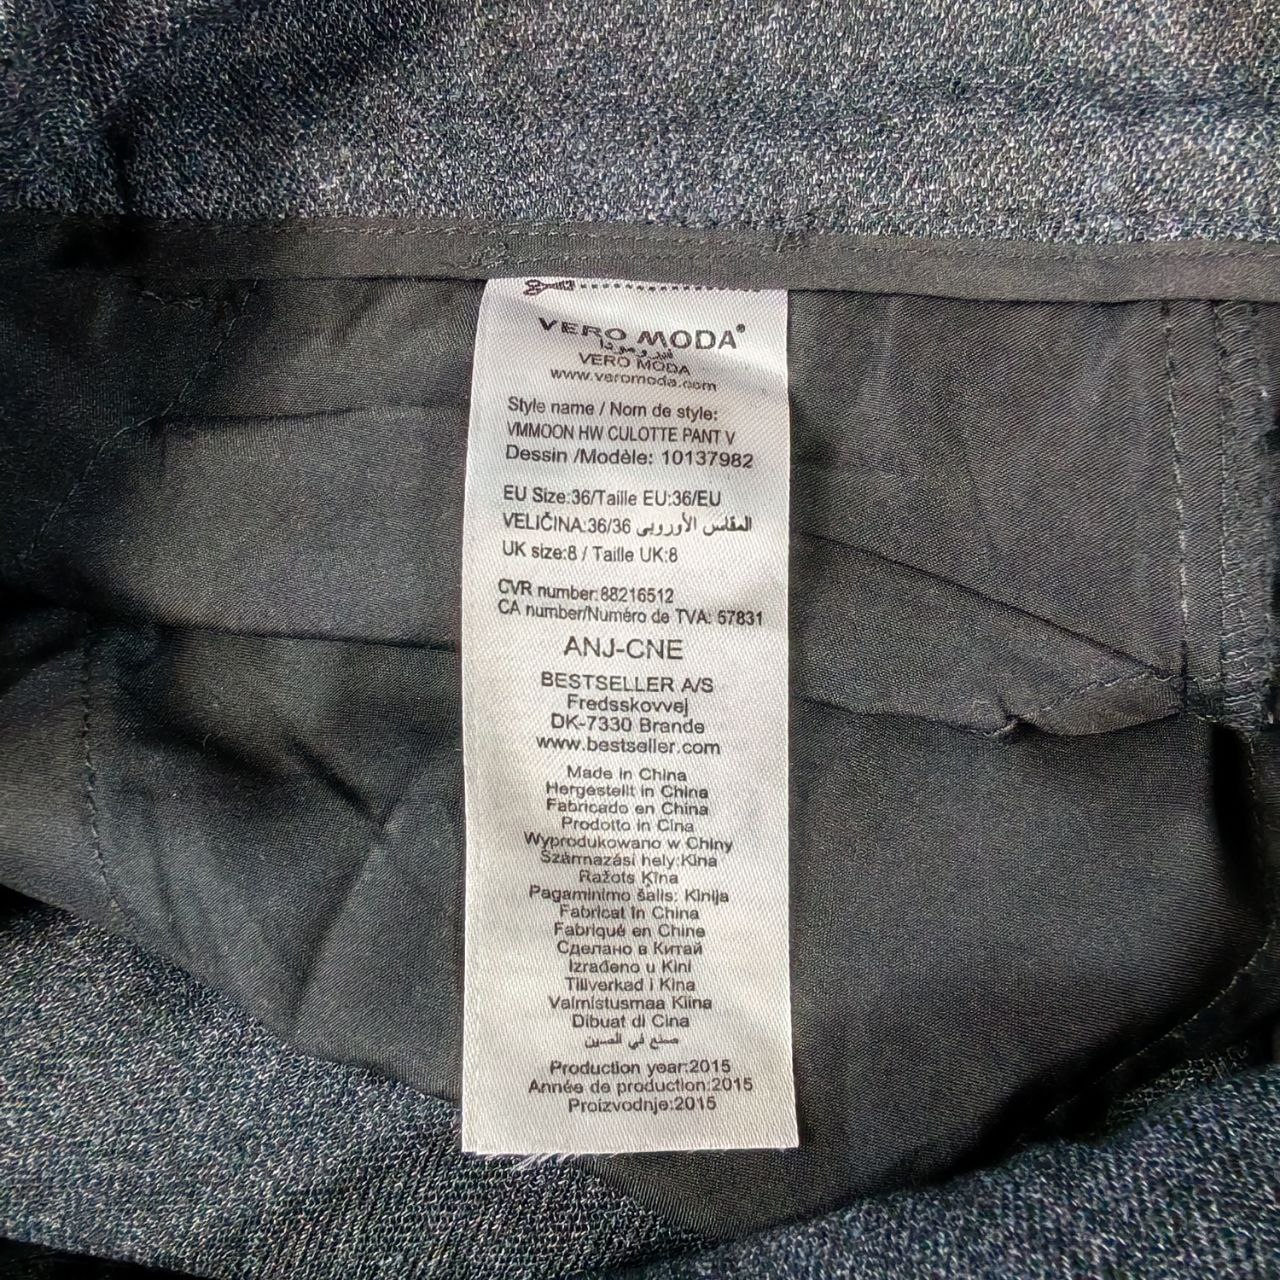 VERO MODA®
ڤيرو مودا
VERO MODA
www.veromoda.com
Style name / Nom de style:
VMMOON HW CULOTTE PANT V
Dessin /Modèle: 10137982
EU Size:36/Taille EU:36/EU
VELIČINA:36/36 المقاس الأوروبي
UK size:8 / Taille UK:8
CVR number:88216512
CA number/Numéro de TVA: 57831
ANJ-CNE
BESTSELLER A/S
Fredsskovvej
DK-7330 Brande
www.bestseller.com
Made in China
Hergestellt in China
Fabricado en China
Prodotto in Cina
Wyprodukowano w Chiny
Származási hely:Kína
Ražots Ķīna
Pagaminimo šalis: Kinija
Fabricat în China
Fabriqué en Chine
Сделано в Китай
Izrađeno u Kini
Tillverkad i Kina
Valmistusmaa Kiina
Dibuat di Cina
صنع في الصين
Production year:2015
Année de production:2015
Proizvodnje:2015